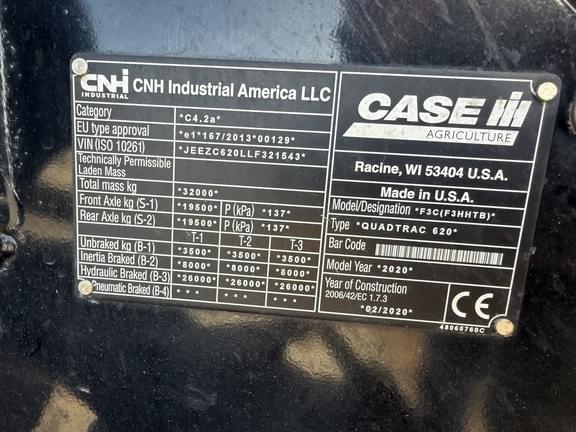 CNH
INDUSTRIAL
CNH Industrial America LLC
Category *C4.2a*
EU type approval *e1*167/2013*00129*
VIN (ISO 10261) *JEEZC620LLF321543*
Technically Permissible
Laden Mass
Total mass kg *32000*
Front Axle kg (S-1) *19500* P (kPa) *137*
Rear Axle kg (S-2) *19500* P (kPa) *137*
T-1 T-2 T-3
Unbraked kg (B-1) *3500* *3500* *3500*
Inertia Braked (B-2) *8000* *8000* *8000*
Hydraulic Braked (B-3) *26000* *26000* *26000*
Pneumatic Braked (B-4) *** *** ***
CASE IH
AGRICULTURE
Racine, WI 53404 U.S.A.
Made in U.S.A.
Model/Designation *F3C(F3HHTB)*
Type *QUADTRAC 620*
Bar Code
Model Year *2020*
Year of Construction
2006/42/EC 1.7.3
*02/2020*
CE
48065760C